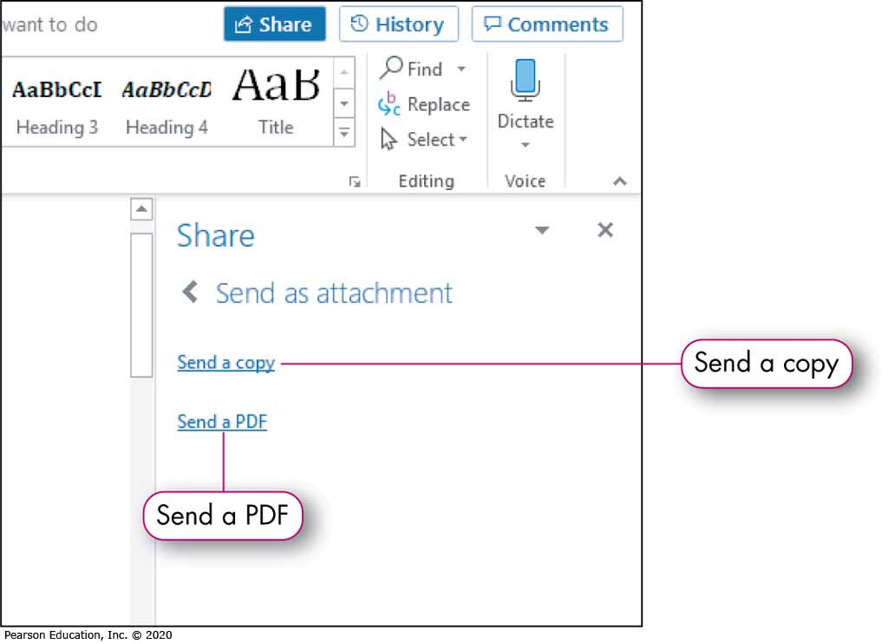 want to do Share History Comments
AaBbCcI AaBbCcD AaB Find
Heading 3 Heading 4 Title Replace
Select
Dictate
Editing Voice
Share
Send as attachment
Send a copy Send a copy
Send a PDF
Send a PDF
Pearson Education, Inc. © 2020